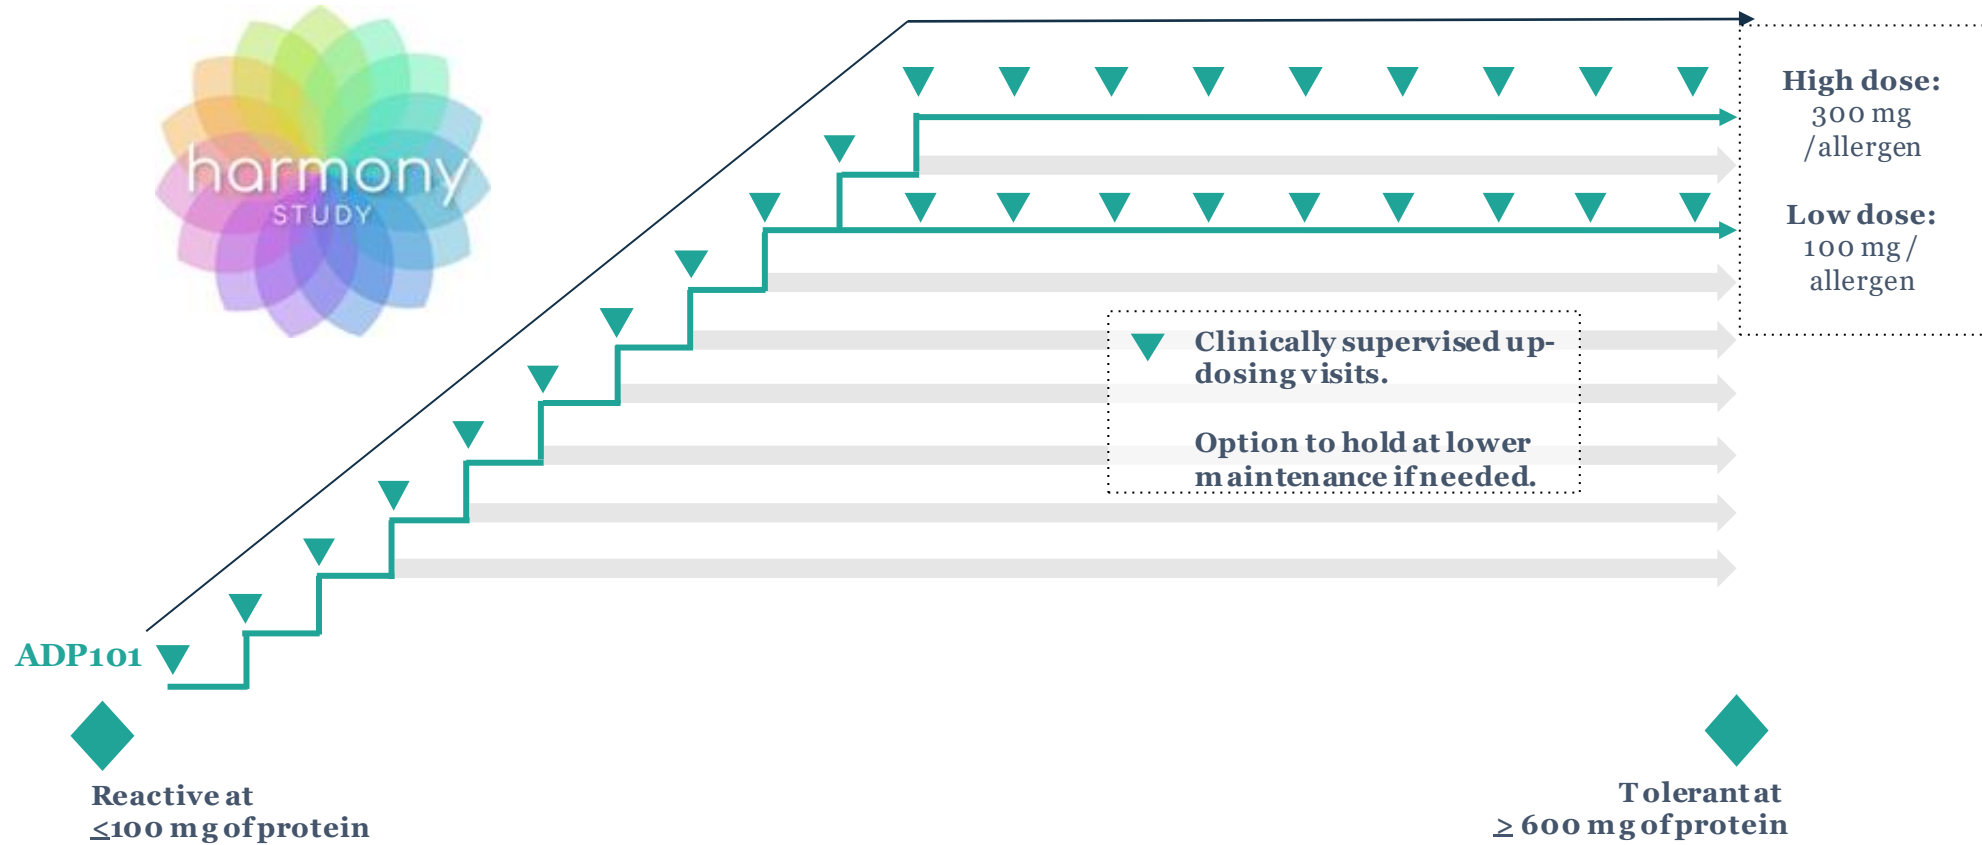 harmony
STUDY
High dose:
300 mg
/allergen
Low dose:
100 mg /
allergen
Clinically supervised up-
dosing visits.
Option to hold at lower
maintenance if needed.
ADP101
Reactive at
≤100 mg of protein
Tolerant at
≥ 600 mg of protein